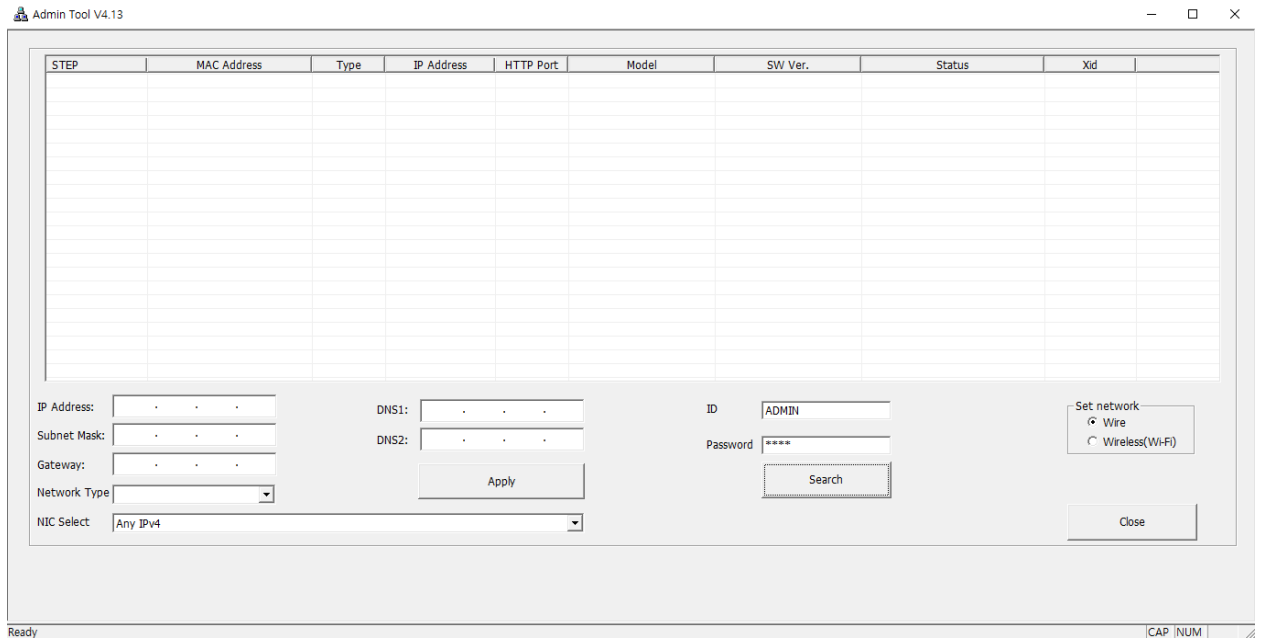 Admin Tool V4.13
STEP MAC Address Type IP Address HTTP Port Model SW Ver. Status Xid
IP Address: . . . DNS1: . . . ID ADMIN Set network
Wire
Subnet Mask: . . . DNS2: . . . Password **** Wireless(Wi-Fi)
Gateway: . . .
Apply Search
Network Type
NIC Select Any IPv4 Close
Ready CAP NUM